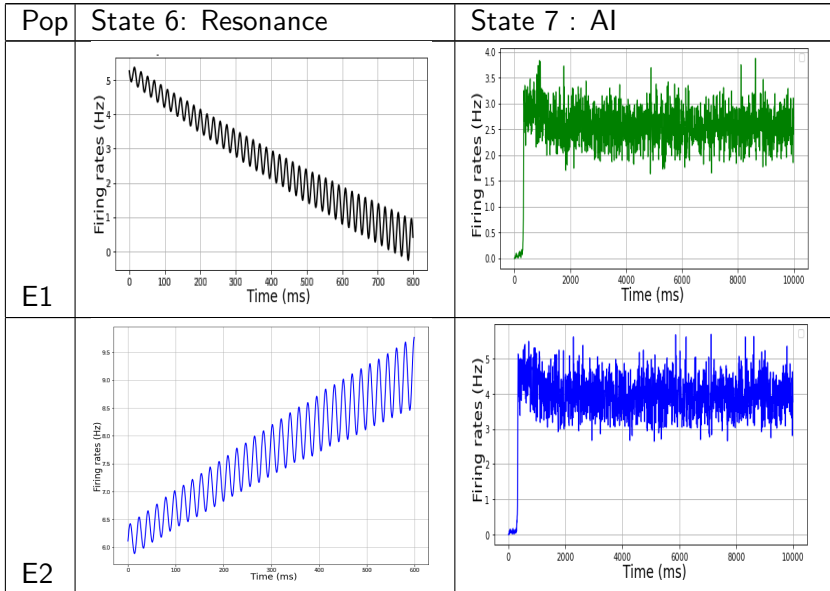 Pop State 6: Resonance State 7 : AI
Firing rates (Hz)
5
4
3
2
1
0
0 100 200 300 400 500 600 700 800
Time (ms)
Firing rates (Hz)
4.0
3.5
3.0
2.5
2.0
1.5
1.0
0.5
0.0
0 2000 4000 6000 8000 10000
Time (ms)
E1
Firing rates (Hz)
9.5
9.0
8.5
8.0
7.5
7.0
6.5
6.0
0 100 200 300 400 500 600
Time (ms)
Firing rates (Hz)
5
4
3
2
1
0
0 2000 4000 6000 8000 10000
Time (ms)
E2